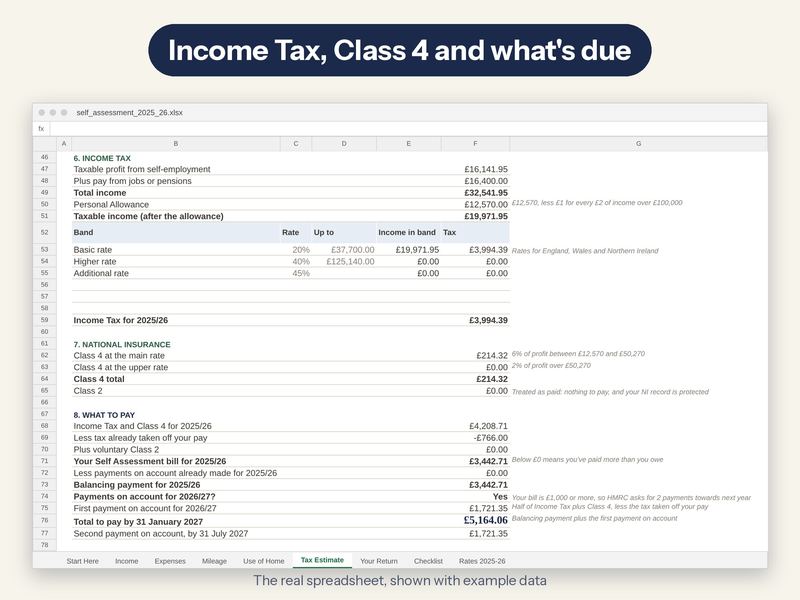 Income Tax, Class 4 and what's due
self_assessment_2025_26.xlsx
fx
A B C D E F G
46 6. INCOME TAX
47 Taxable profit from self-employment £16,141.95
48 Plus pay from jobs or pensions £16,400.00
49 Total income £32,541.95
50 Personal Allowance £12,570.00 £12,570, less £1 for every £2 of income over £100,000
51 Taxable income (after the allowance) £19,971.95
52 Band Rate Up to Income in band Tax
53 Basic rate 20% £37,700.00 £19,971.95 £3,994.39 Rates for England, Wales and Northern Ireland
54 Higher rate 40% £125,140.00 £0.00 £0.00
55 Additional rate 45% £0.00 £0.00
56
57
58
59 Income Tax for 2025/26 £3,994.39
60
61 7. NATIONAL INSURANCE
62 Class 4 at the main rate £214.32 6% of profit between £12,570 and £50,270
63 Class 4 at the upper rate £0.00 2% of profit over £50,270
64 Class 4 total £214.32
65 Class 2 £0.00 Treated as paid: nothing to pay, and your NI record is protected
66
67 8. WHAT TO PAY
68 Income Tax and Class 4 for 2025/26 £4,208.71
69 Less tax already taken off your pay -£766.00
70 Plus voluntary Class 2 £0.00
71 Your Self Assessment bill for 2025/26 £3,442.71 Below £0 means you've paid more than you owe
72 Less payments on account already made for 2025/26 £0.00
73 Balancing payment for 2025/26 £3,442.71
74 Payments on account for 2026/27? Yes Your bill is £1,000 or more, so HMRC asks for 2 payments towards next year
75 First payment on account for 2026/27 £1,721.35 Half of Income Tax plus Class 4, less the tax taken off your pay
76 Total to pay by 31 January 2027 £5,164.06 Balancing payment plus the first payment on account
77 Second payment on account, by 31 July 2027 £1,721.35
78
Start Here Income Expenses Mileage Use of Home Tax Estimate Your Return Checklist Rates 2025-26
The real spreadsheet, shown with example data